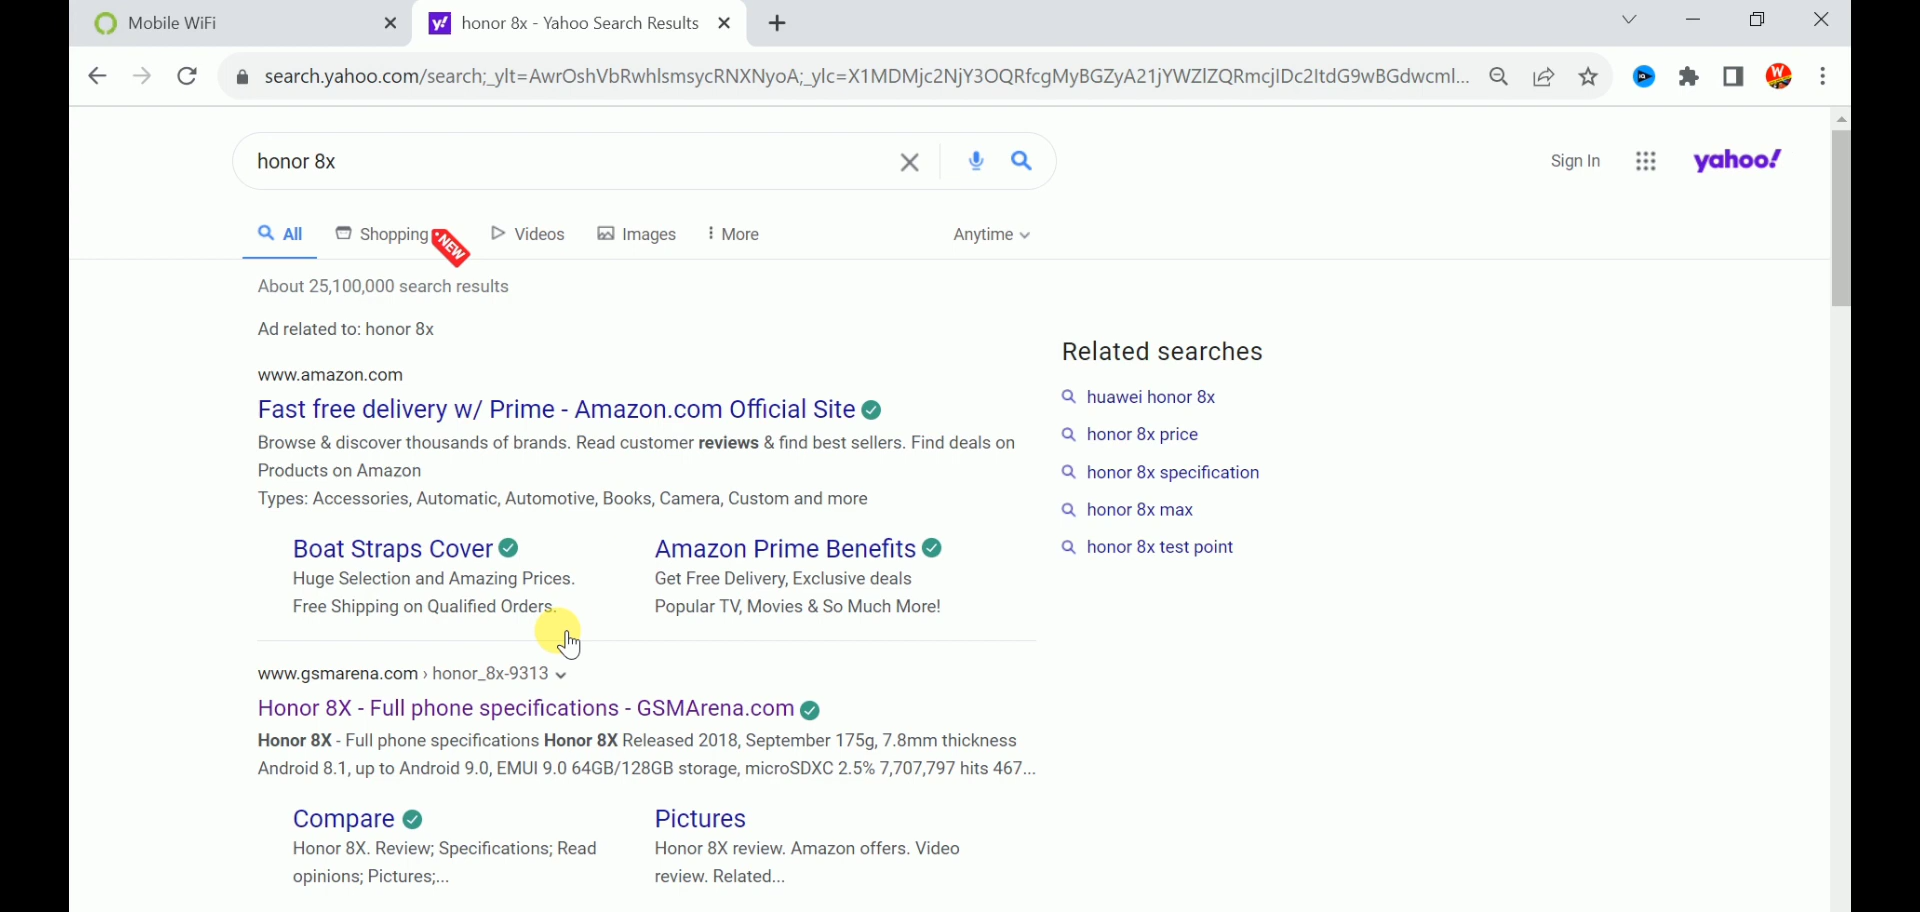 Mobile WiFi
honor 8x - Yahoo Search Results
search.yahoo.com/search;_ylt=AwrOshVbRwhlsmsycRNXNyoA;_ylc=X1MDMjc2NjY3OQRfcgMyBGZyA21jYWZlZQRmcjIDc2ItdG9wBGdwcml...
W
honor 8x
Sign In
yahoo!
All
Shopping
NEW
Videos
Images
More
Anytime
About 25,100,000 search results
Ad related to: honor 8x
www.amazon.com
Fast free delivery w/ Prime - Amazon.com Official Site
Browse & discover thousands of brands. Read customer reviews & find best sellers. Find deals on
Products on Amazon
Types: Accessories, Automatic, Automotive, Books, Camera, Custom and more
Boat Straps Cover
Huge Selection and Amazing Prices.
Free Shipping on Qualified Orders.
Amazon Prime Benefits
Get Free Delivery, Exclusive deals
Popular TV, Movies & So Much More!
www.gsmarena.com › honor_8x-9313
Honor 8X - Full phone specifications - GSMArena.com
Honor 8X - Full phone specifications Honor 8X Released 2018, September 175g, 7.8mm thickness
Android 8.1, up to Android 9.0, EMUI 9.0 64GB/128GB storage, microSDXC 2.5% 7,707,797 hits 467...
Compare
Honor 8X. Review; Specifications; Read
opinions; Pictures;...
Pictures
Honor 8X review. Amazon offers. Video
review. Related...
Related searches
huawei honor 8x
honor 8x price
honor 8x specification
honor 8x max
honor 8x test point